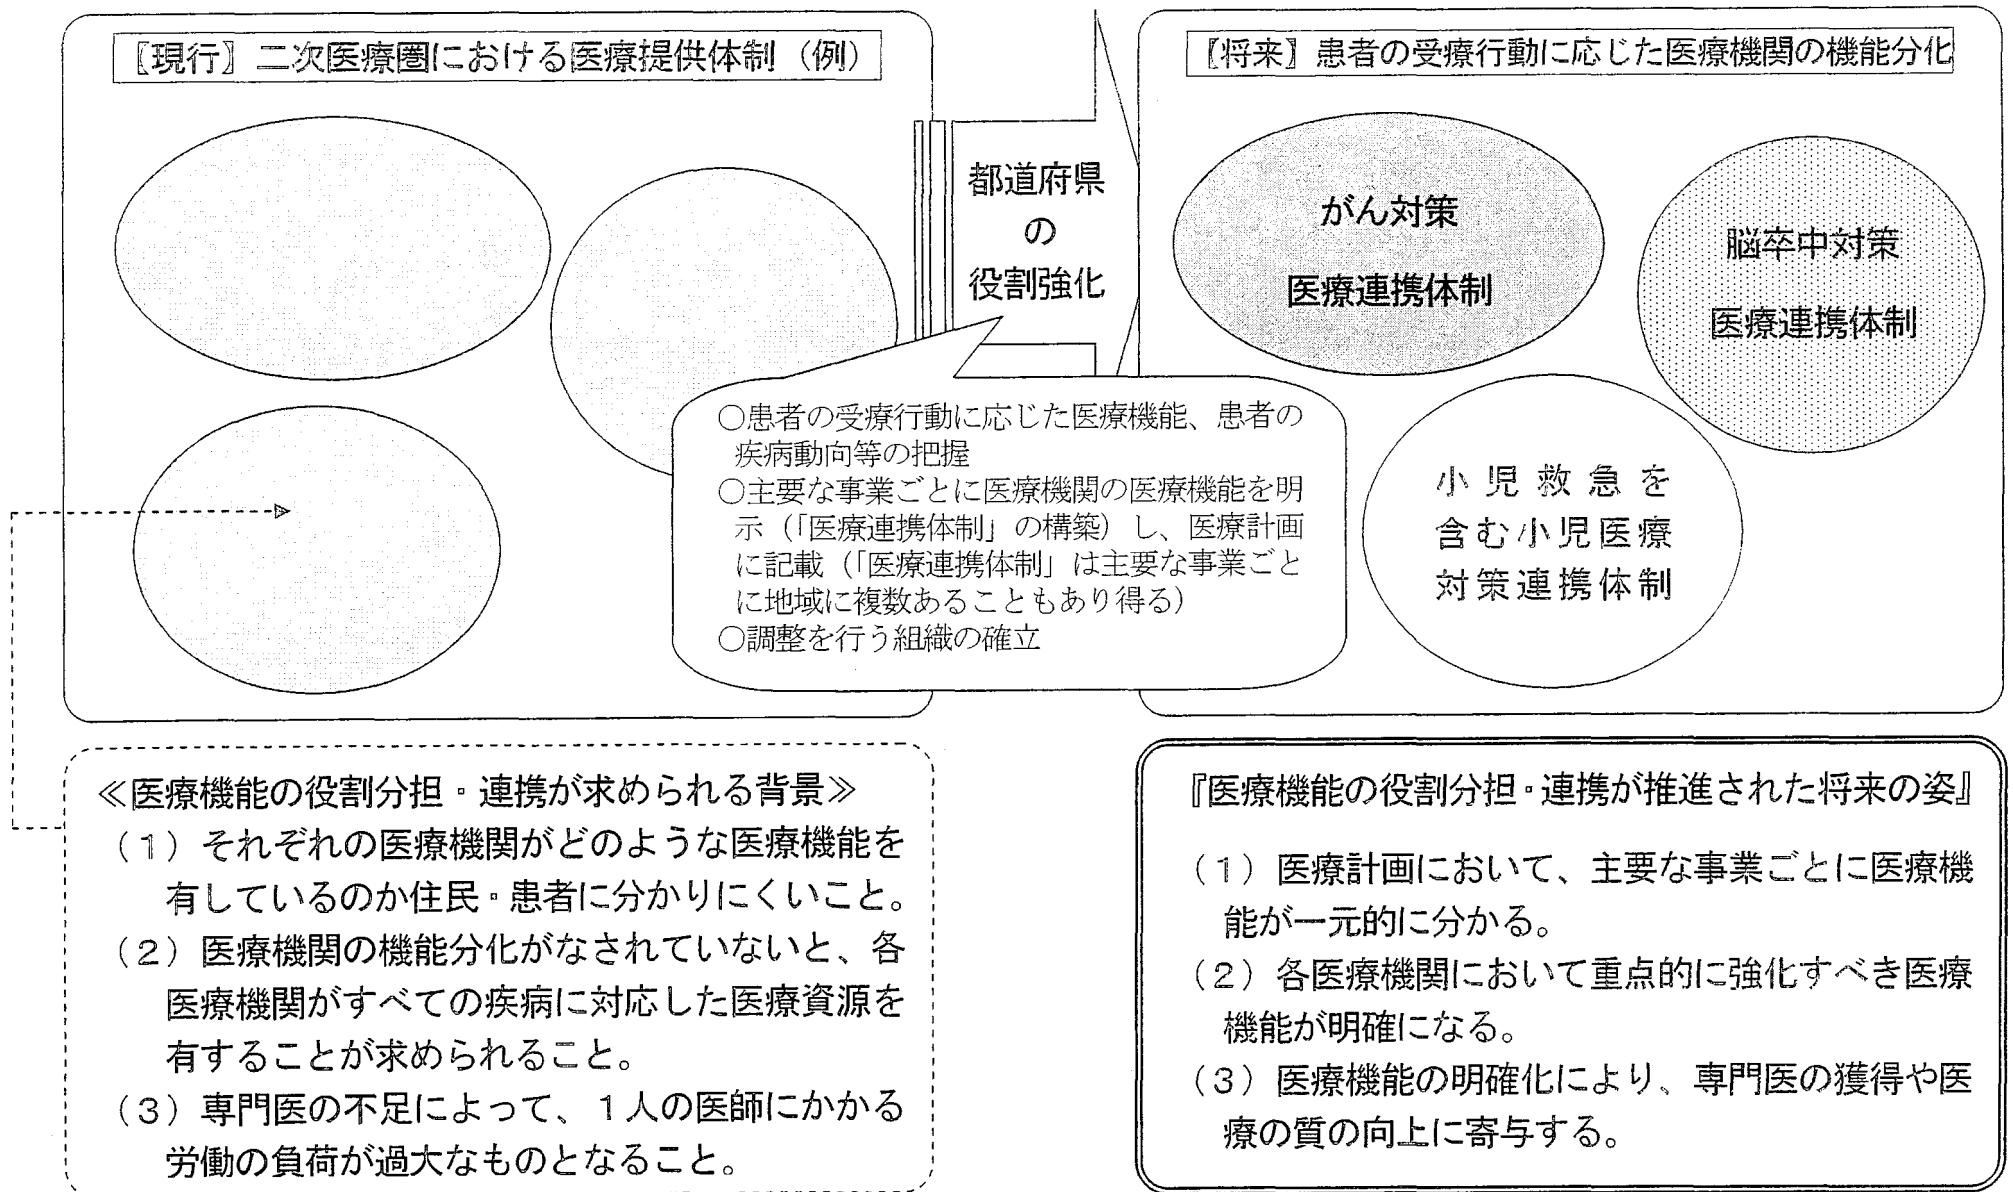 【現行】二次医療圏における医療提供体制（例）
都道府県
の
役割強化
【将来】患者の受療行動に応じた医療機関の機能分化
がん対策
医療連携体制
脳卒中対策
医療連携体制
小児救急を
含む小児医療
対策連携体制
○患者の受療行動に応じた医療機能、患者の
疾病動向等の把握
○主要な事業ごとに医療機関の医療機能を明
示（「医療連携体制」の構築）し、医療計画
に記載（「医療連携体制」は主要な事業ごと
に地域に複数あることもあり得る）
○調整を行う組織の確立
≪医療機能の役割分担・連携が求められる背景≫
（１）それぞれの医療機関がどのような医療機能を
有しているのか住民・患者に分かりにくいこと。
（２）医療機関の機能分化がなされていないと、各
医療機関がすべての疾病に対応した医療資源を
有することが求められること。
（３）専門医の不足によって、１人の医師にかかる
労働の負荷が過大なものとなること。
『医療機能の役割分担・連携が推進された将来の姿』
（１）医療計画において、主要な事業ごとに医療機
能が一元的に分かる。
（２）各医療機関において重点的に強化すべき医療
機能が明確になる。
（３）医療機能の明確化により、専門医の獲得や医
療の質の向上に寄与する。